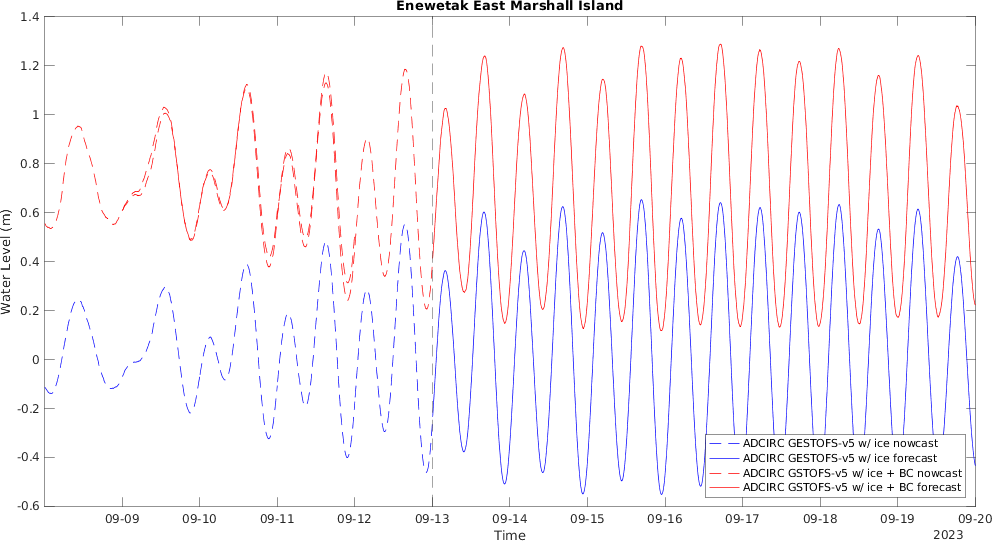 Enewetak East Marshall Island
1.4
1.2
1
0.8
0.6
0.4
0.2
0
-0.2
-0.4
-0.6
Water Level (m)
ADCIRC GESTOFS-v5 w/ ice nowcast
ADCIRC GESTOFS-v5 w/ ice forecast
ADCIRC GSTOFS-v5 w/ ice + BC nowcast
ADCIRC GSTOFS-v5 w/ ice + BC forecast
09-09 09-10 09-11 09-12 09-13 09-14 09-15 09-16 09-17 09-18 09-19 09-20
Time
2023